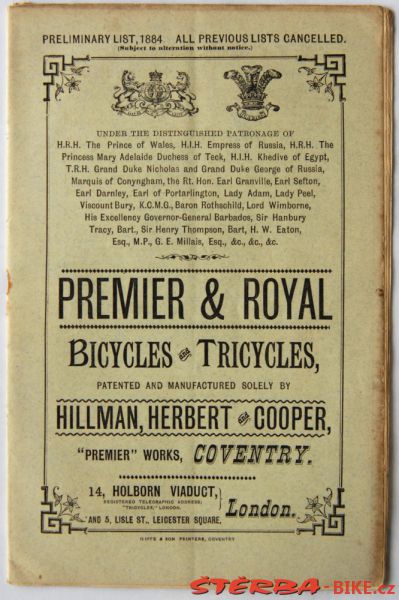 PRELIMINARY LIST, 1884. ALL PREVIOUS LISTS CANCELLED.
(Subject to alteration without notice.)
UNDER THE DISTINGUISHED PATRONAGE OF
H.R.H. The Prince of Wales, H.I.H. Empress of Russia, H.R.H. The
Princess Mary Adelaide Duchess of Teck, H.I.H. Khedive of Egypt,
T.R.H. Grand Duke Nicholas and Grand Duke George of Russia,
Marquis of Conyngham, the Rt. Hon. Earl Granville, Earl Sefton,
Earl Darnley, Earl of Portarlington, Lady Adam, Lady Peel,
Viscount Bury, K.C.M.G., Baron Rothschild, Lord Wimborne,
His Excellency Governor-General Barbados, Sir Hanbury
Tracy, Bart., Sir Henry Thompson, Bart, H. W. Eaton,
Esq., M.P., G. E. Millais, Esq., &c., &c., &c.
PREMIER & ROYAL
BICYCLES AND TRICYCLES,
PATENTED AND MANUFACTURED SOLELY BY
HILLMAN, HERBERT AND COOPER,
"PREMIER" WORKS, COVENTRY.
14, HOLBORN VIADUCT,
REGISTERED TELEGRAPHIC ADDRESS;
"TRICYCLES," LONDON.
AND 5, LISLE ST., LEICESTER SQUARE,
London.
ILIFFE & SON PRINTERS, COVENTRY
ŠTĚRBA-BIKE.cz